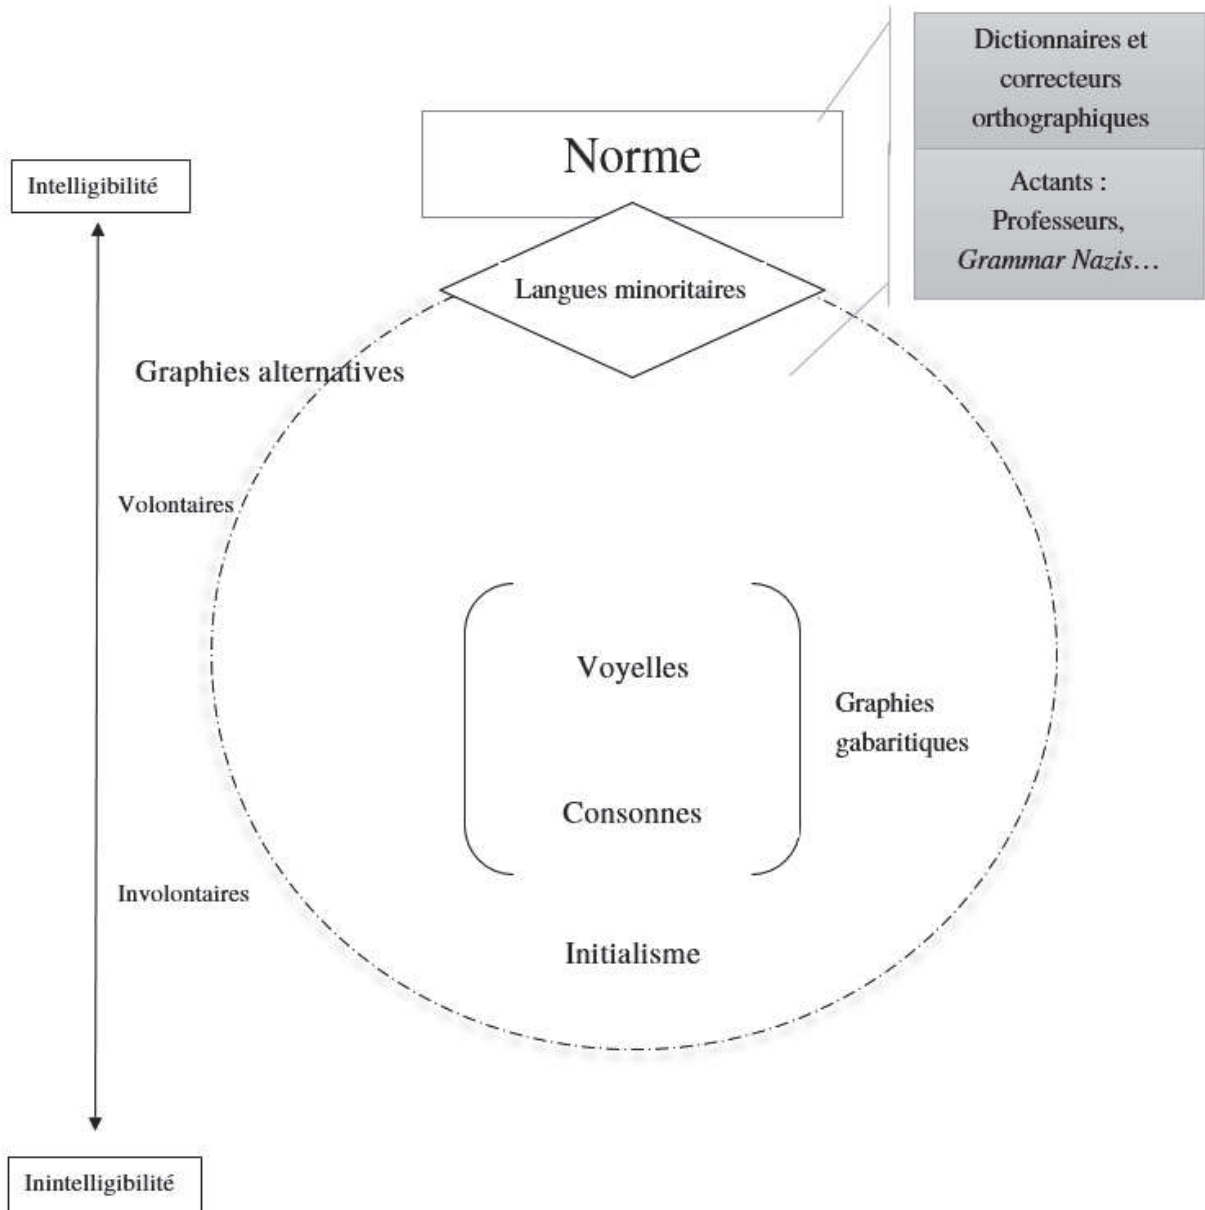 Dictionnaires et
correcteurs
orthographiques
Norme
Intelligibilité
Actants :
Professeurs,
Grammar Nazis…
Langues minoritaires
Graphies alternatives
Volontaires
Voyelles
Graphies
gabaritiques
Consonnes
Involontaires
Initialisme
Inintelligibilité